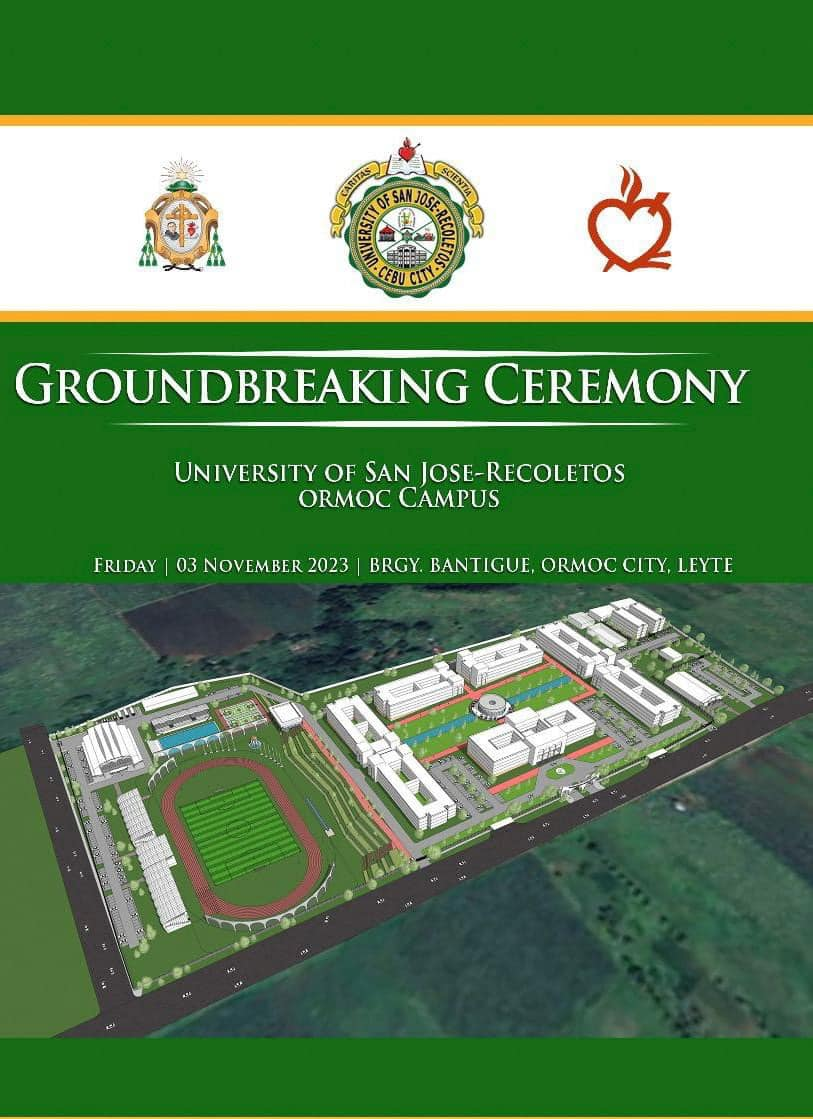 CARITAS
SCIENTIA
UNIVERSITY OF SAN JOSE-RECOLETOS
· CEBU CITY ·
GROUNDBREAKING CEREMONY
UNIVERSITY OF SAN JOSE-RECOLETOS
ORMOC CAMPUS
FRIDAY | 03 NOVEMBER 2023 | BRGY. BANTIGUE, ORMOC CITY, LEYTE